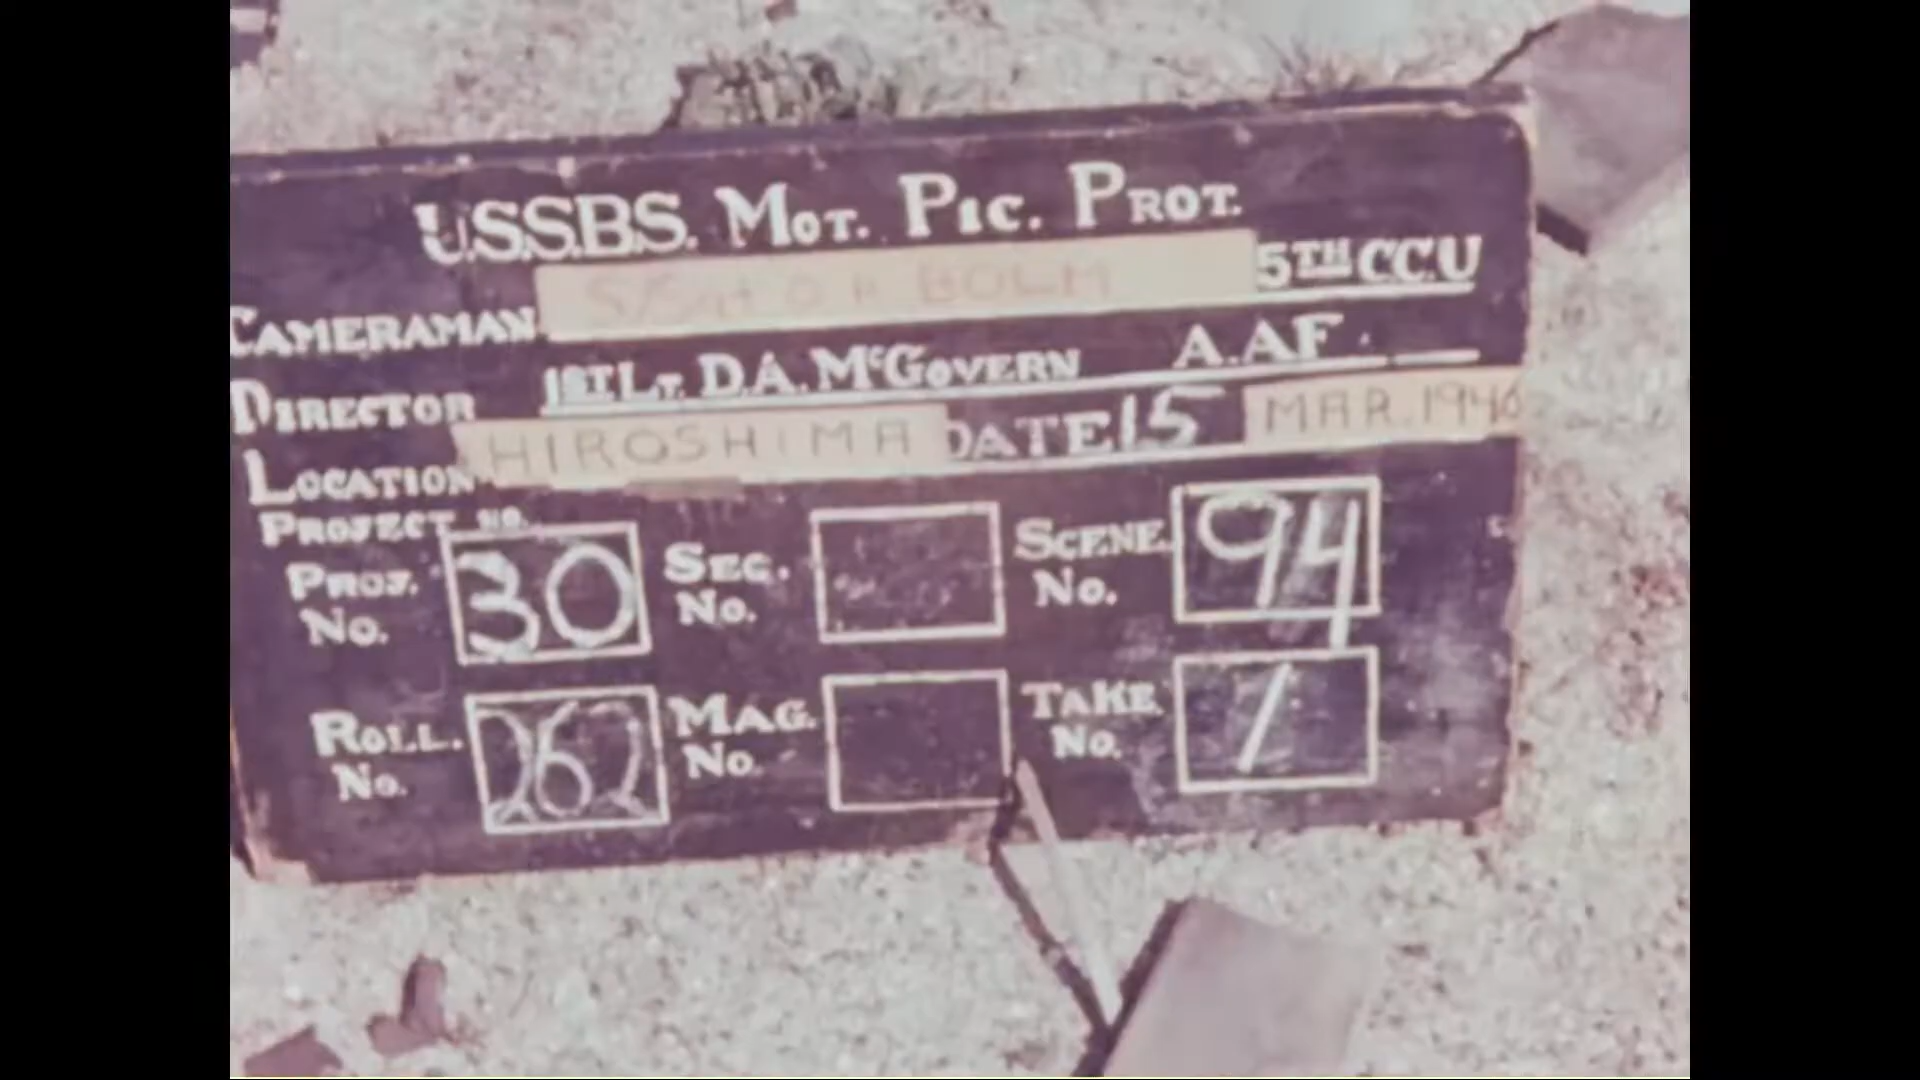 U.S.S.B.S. MOT. PIC. PROT.
CAMERAMAN BOLM 5TH C.C.U
DIRECTOR 1ST LT. D.A. McGOVERN A.A.F.
LOCATION HIROSHIMA DATE 15 MAR. 1946
PROJECT NO.
PROJ. NO. 30 SEC. NO. SCENE NO. 94
ROLL. NO. 262 MAG. NO. TAKE NO. 1